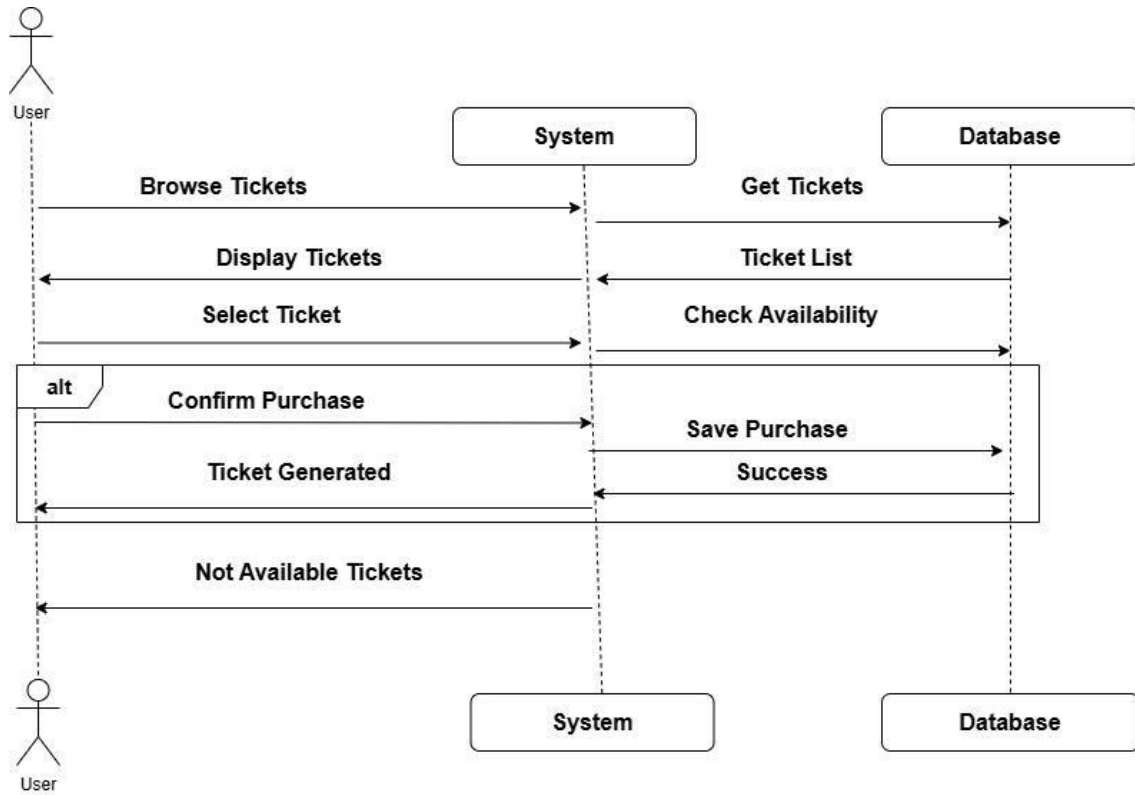 User
System
Database
Browse Tickets
Get Tickets
Display Tickets
Ticket List
Select Ticket
Check Availability
alt
Confirm Purchase
Save Purchase
Ticket Generated
Success
Not Available Tickets
User
System
Database